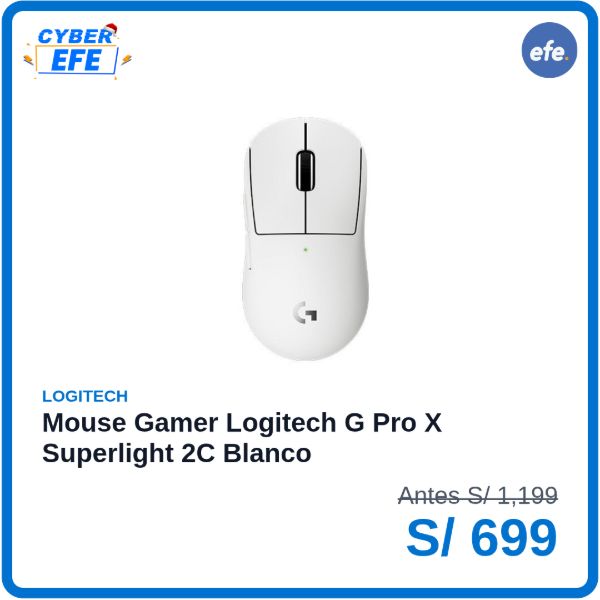 CYBER
EFE
efe.
LOGITECH
Mouse Gamer Logitech G Pro X
Superlight 2C Blanco
Antes S/ 1,199
S/ 699